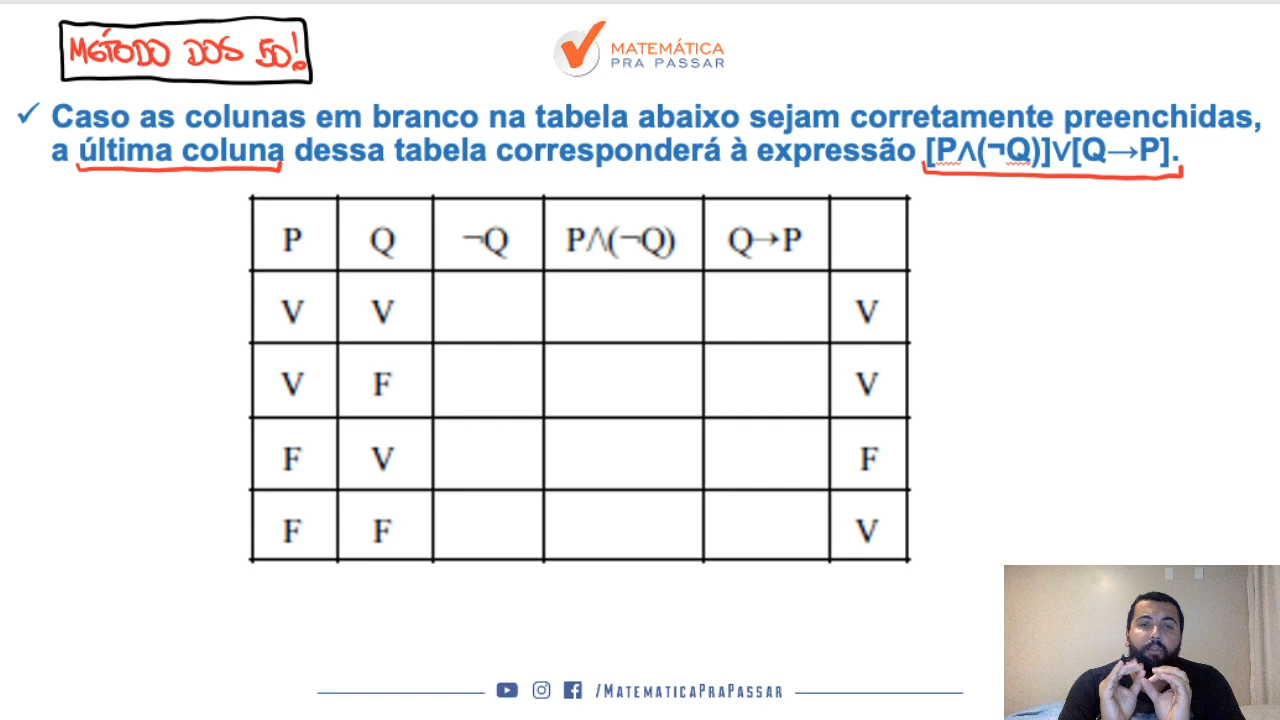 MÉTODO DOS 50!
MATEMÁTICA
PRA PASSAR
✓ Caso as colunas em branco na tabela abaixo sejam corretamente preenchidas,
a última coluna dessa tabela corresponderá à expressão [P∧(¬Q)]∨[Q→P].
P Q ¬Q P∧(¬Q) Q→P
V V V
V F V
F V F
F F V
/MATEMATICAPRAPASSAR